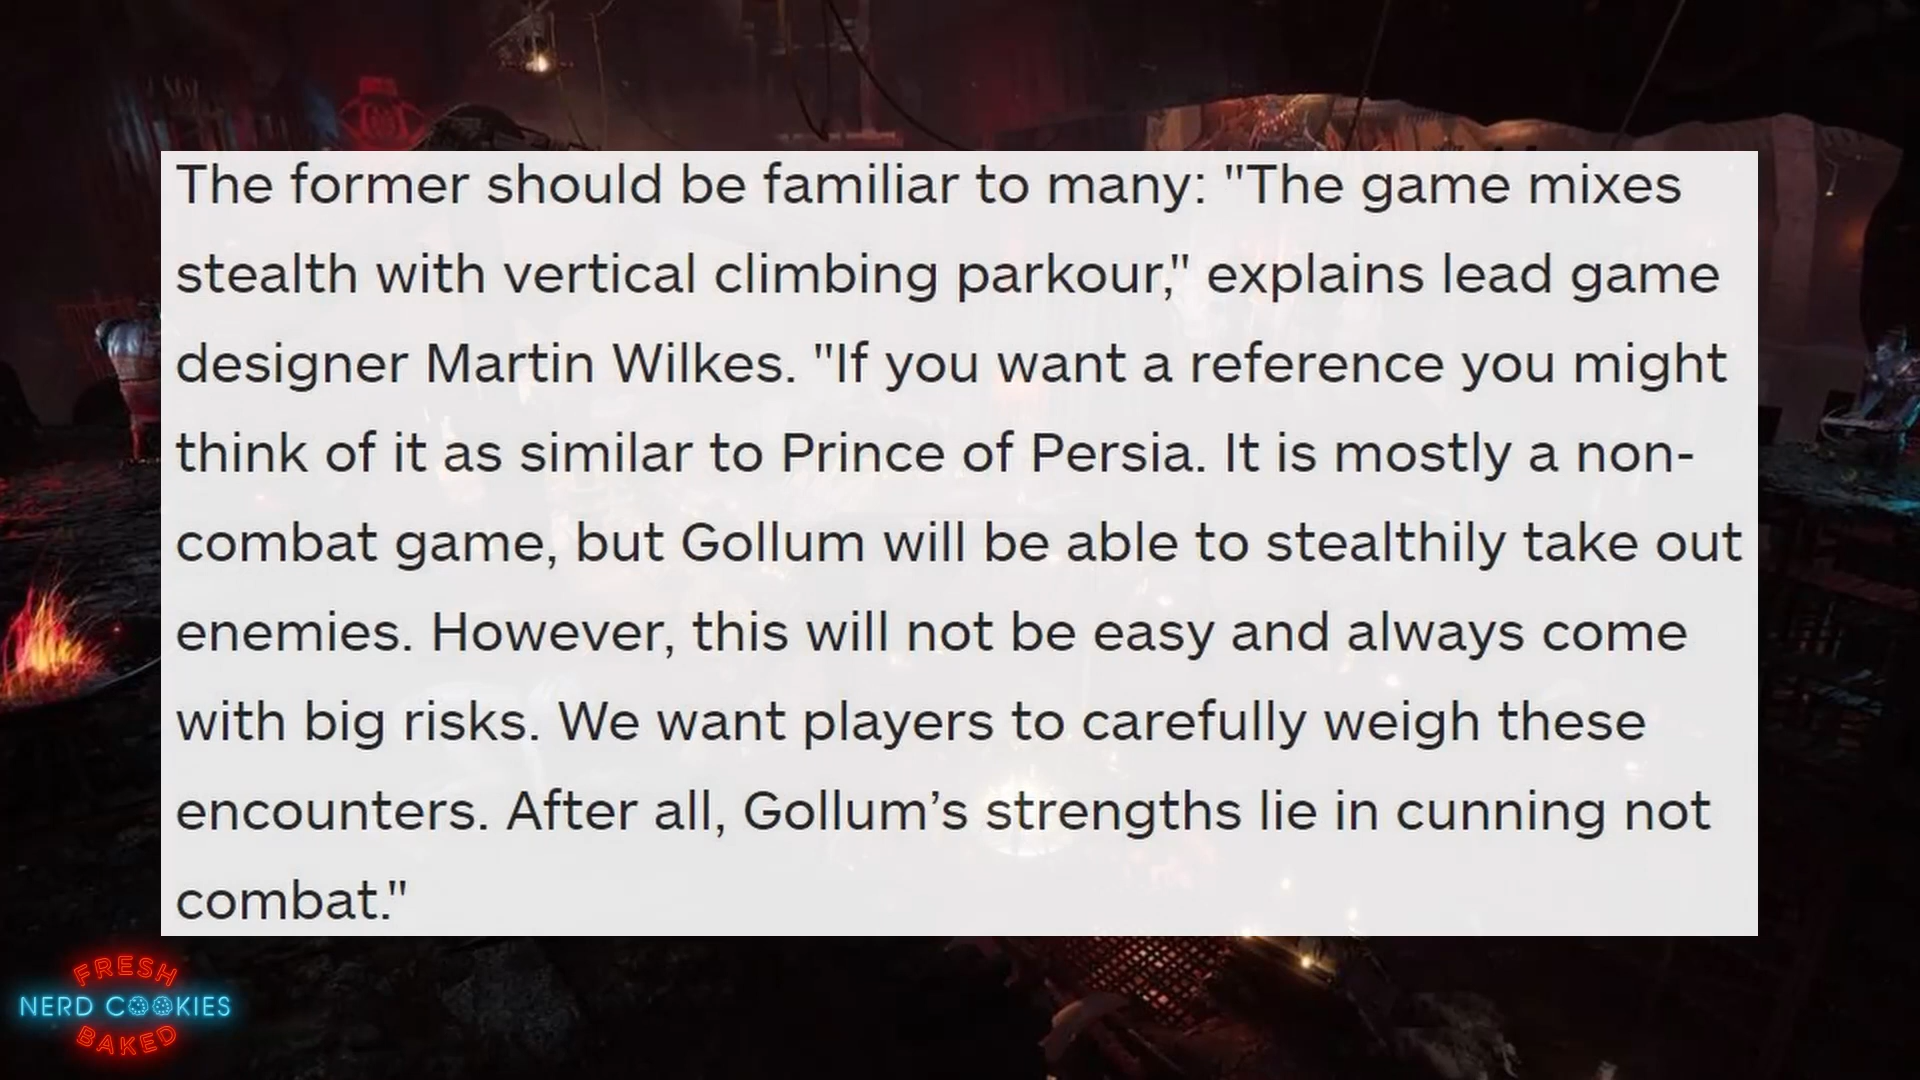 The former should be familiar to many: "The game mixes
stealth with vertical climbing parkour," explains lead game
designer Martin Wilkes. "If you want a reference you might
think of it as similar to Prince of Persia. It is mostly a non-
combat game, but Gollum will be able to stealthily take out
enemies. However, this will not be easy and always come
with big risks. We want players to carefully weigh these
encounters. After all, Gollum’s strengths lie in cunning not
combat."
FRESH
NERD COOKIES
BAKED